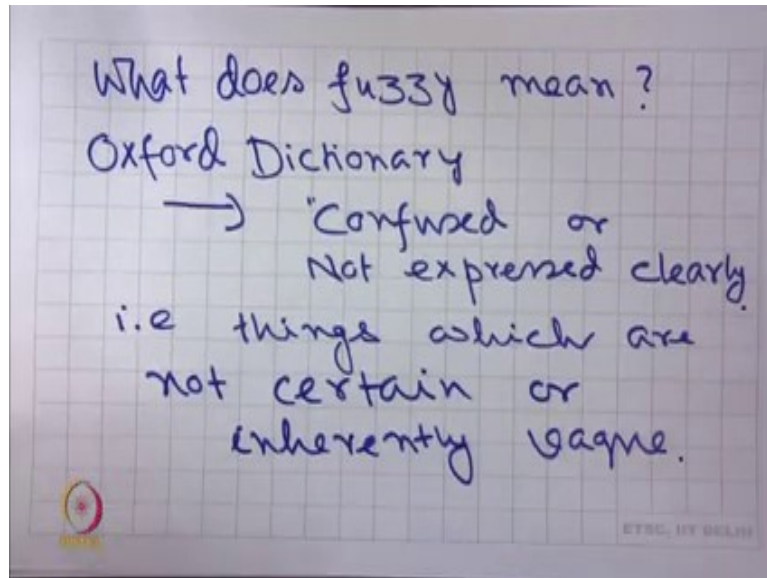 What does fuzzy mean?
Oxford Dictionary
→ "Confused or
Not expressed clearly.
i.e things which are
not certain or
inherently vague.
ETSC, IIT DELHI